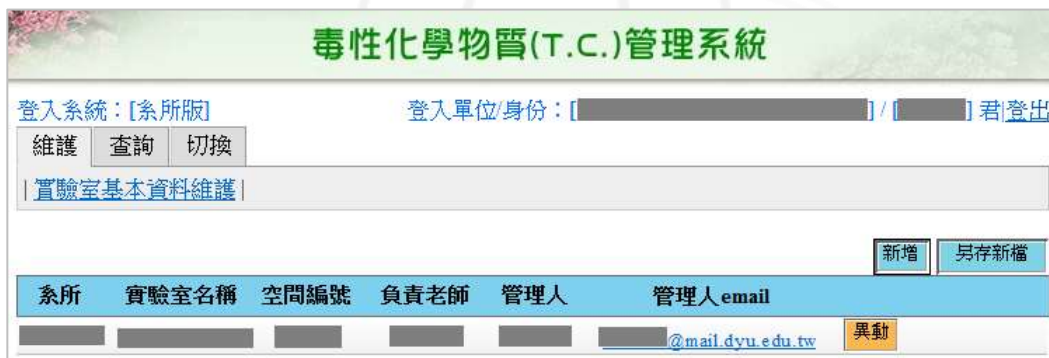 毒性化學物質(T.C.)管理系統
登入系統：[系所版] 登入單位/身份：[ ] / [ ] 君|登出
維護 查詢 切換
|實驗室基本資料維護|
新增 另存新檔
系所 實驗室名稱 空間編號 負責老師 管理人 管理人email
@mail.dyu.edu.tw 異動